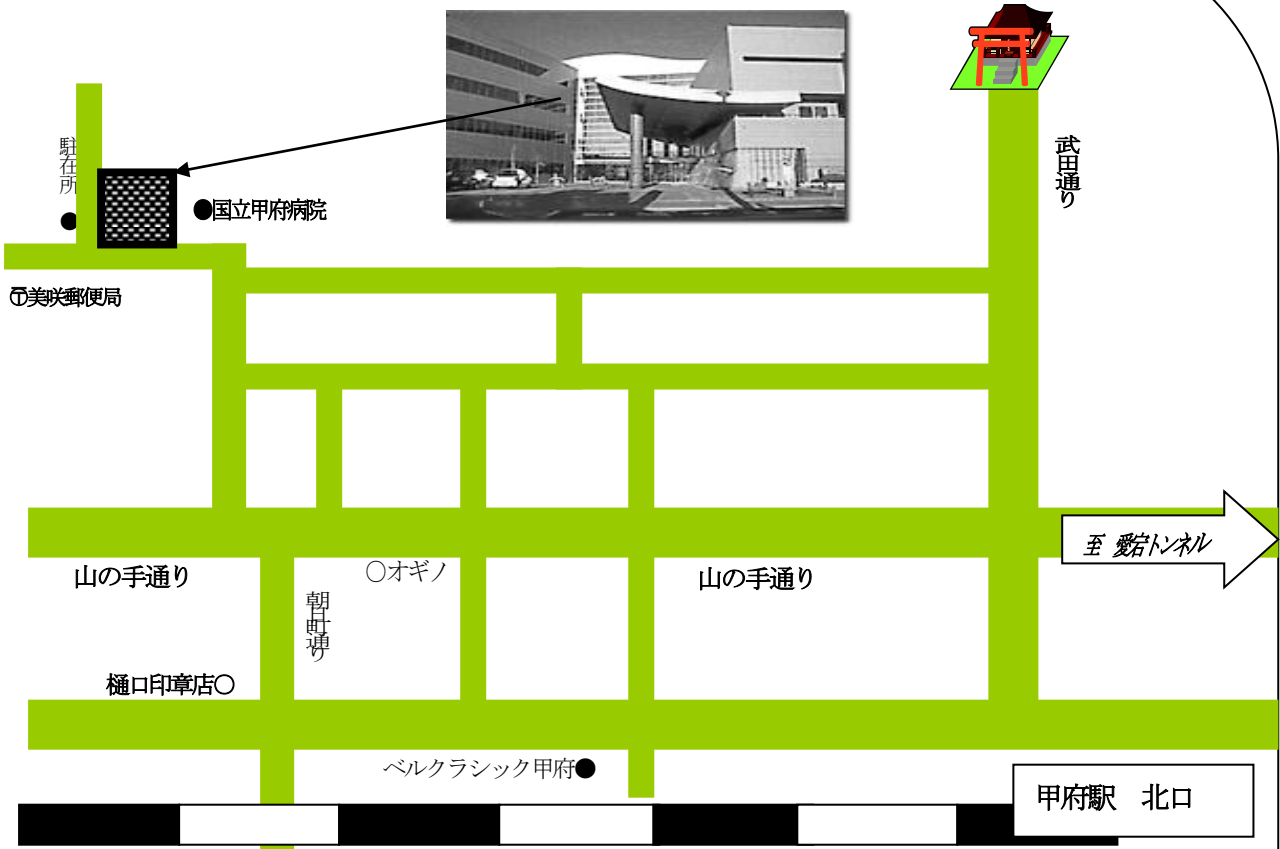 武田通り
駐在所
●
●国立甲府病院
〒美咲郵便局
至 愛宕トンネル
山の手通り
○オギノ
山の手通り
朝日町通り
樋口印章店○
ベルクラシック甲府●
甲府駅 北口